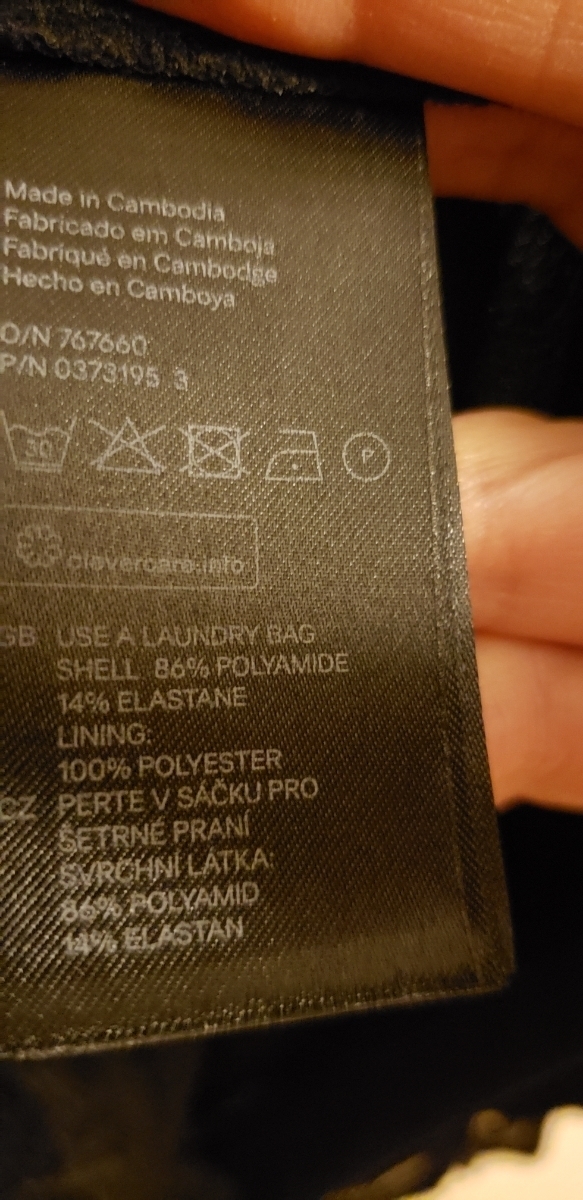 Made in Cambodia
Fabricado em Camboja
Fabriqué en Cambodge
Hecho en Camboya
O/N 767660
P/N 0373195 3
30
P
clevercare.info
GB USE A LAUNDRY BAG
SHELL 86% POLYAMIDE
14% ELASTANE
LINING:
100% POLYESTER
CZ PERTE V SÁČKU PRO
ŠETRNÉ PRANÍ
SVRCHNÍ LÁTKA:
86% POLYAMID
14% ELASTAN